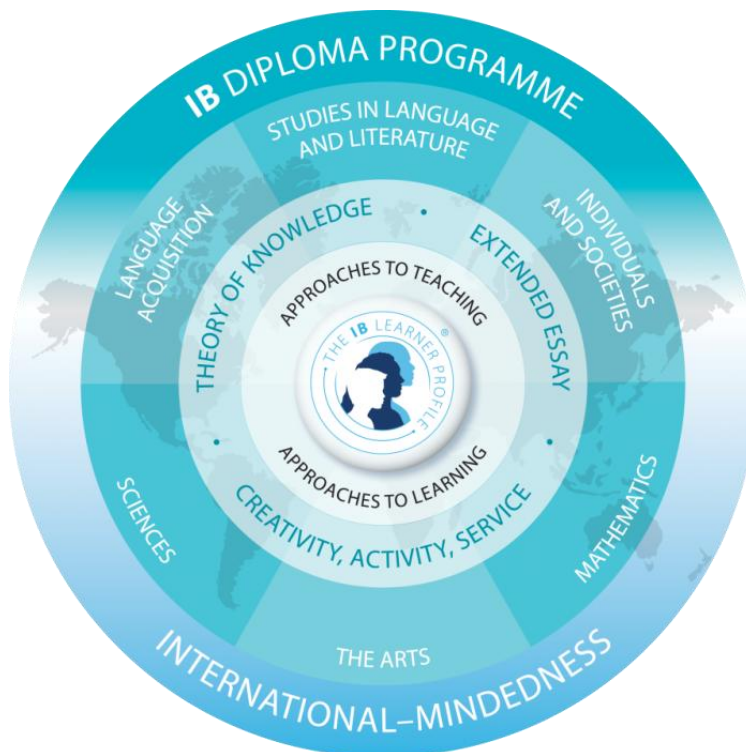 IB DIPLOMA PROGRAMME
STUDIES IN LANGUAGE
AND LITERATURE
LANGUAGE
ACQUISITION
INDIVIDUALS
AND SOCIETIES
THEORY OF KNOWLEDGE
EXTENDED ESSAY
APPROACHES TO TEACHING
THE IB LEARNER PROFILE ®
APPROACHES TO LEARNING
CREATIVITY, ACTIVITY, SERVICE
SCIENCES
MATHEMATICS
THE ARTS
INTERNATIONAL–MINDEDNESS